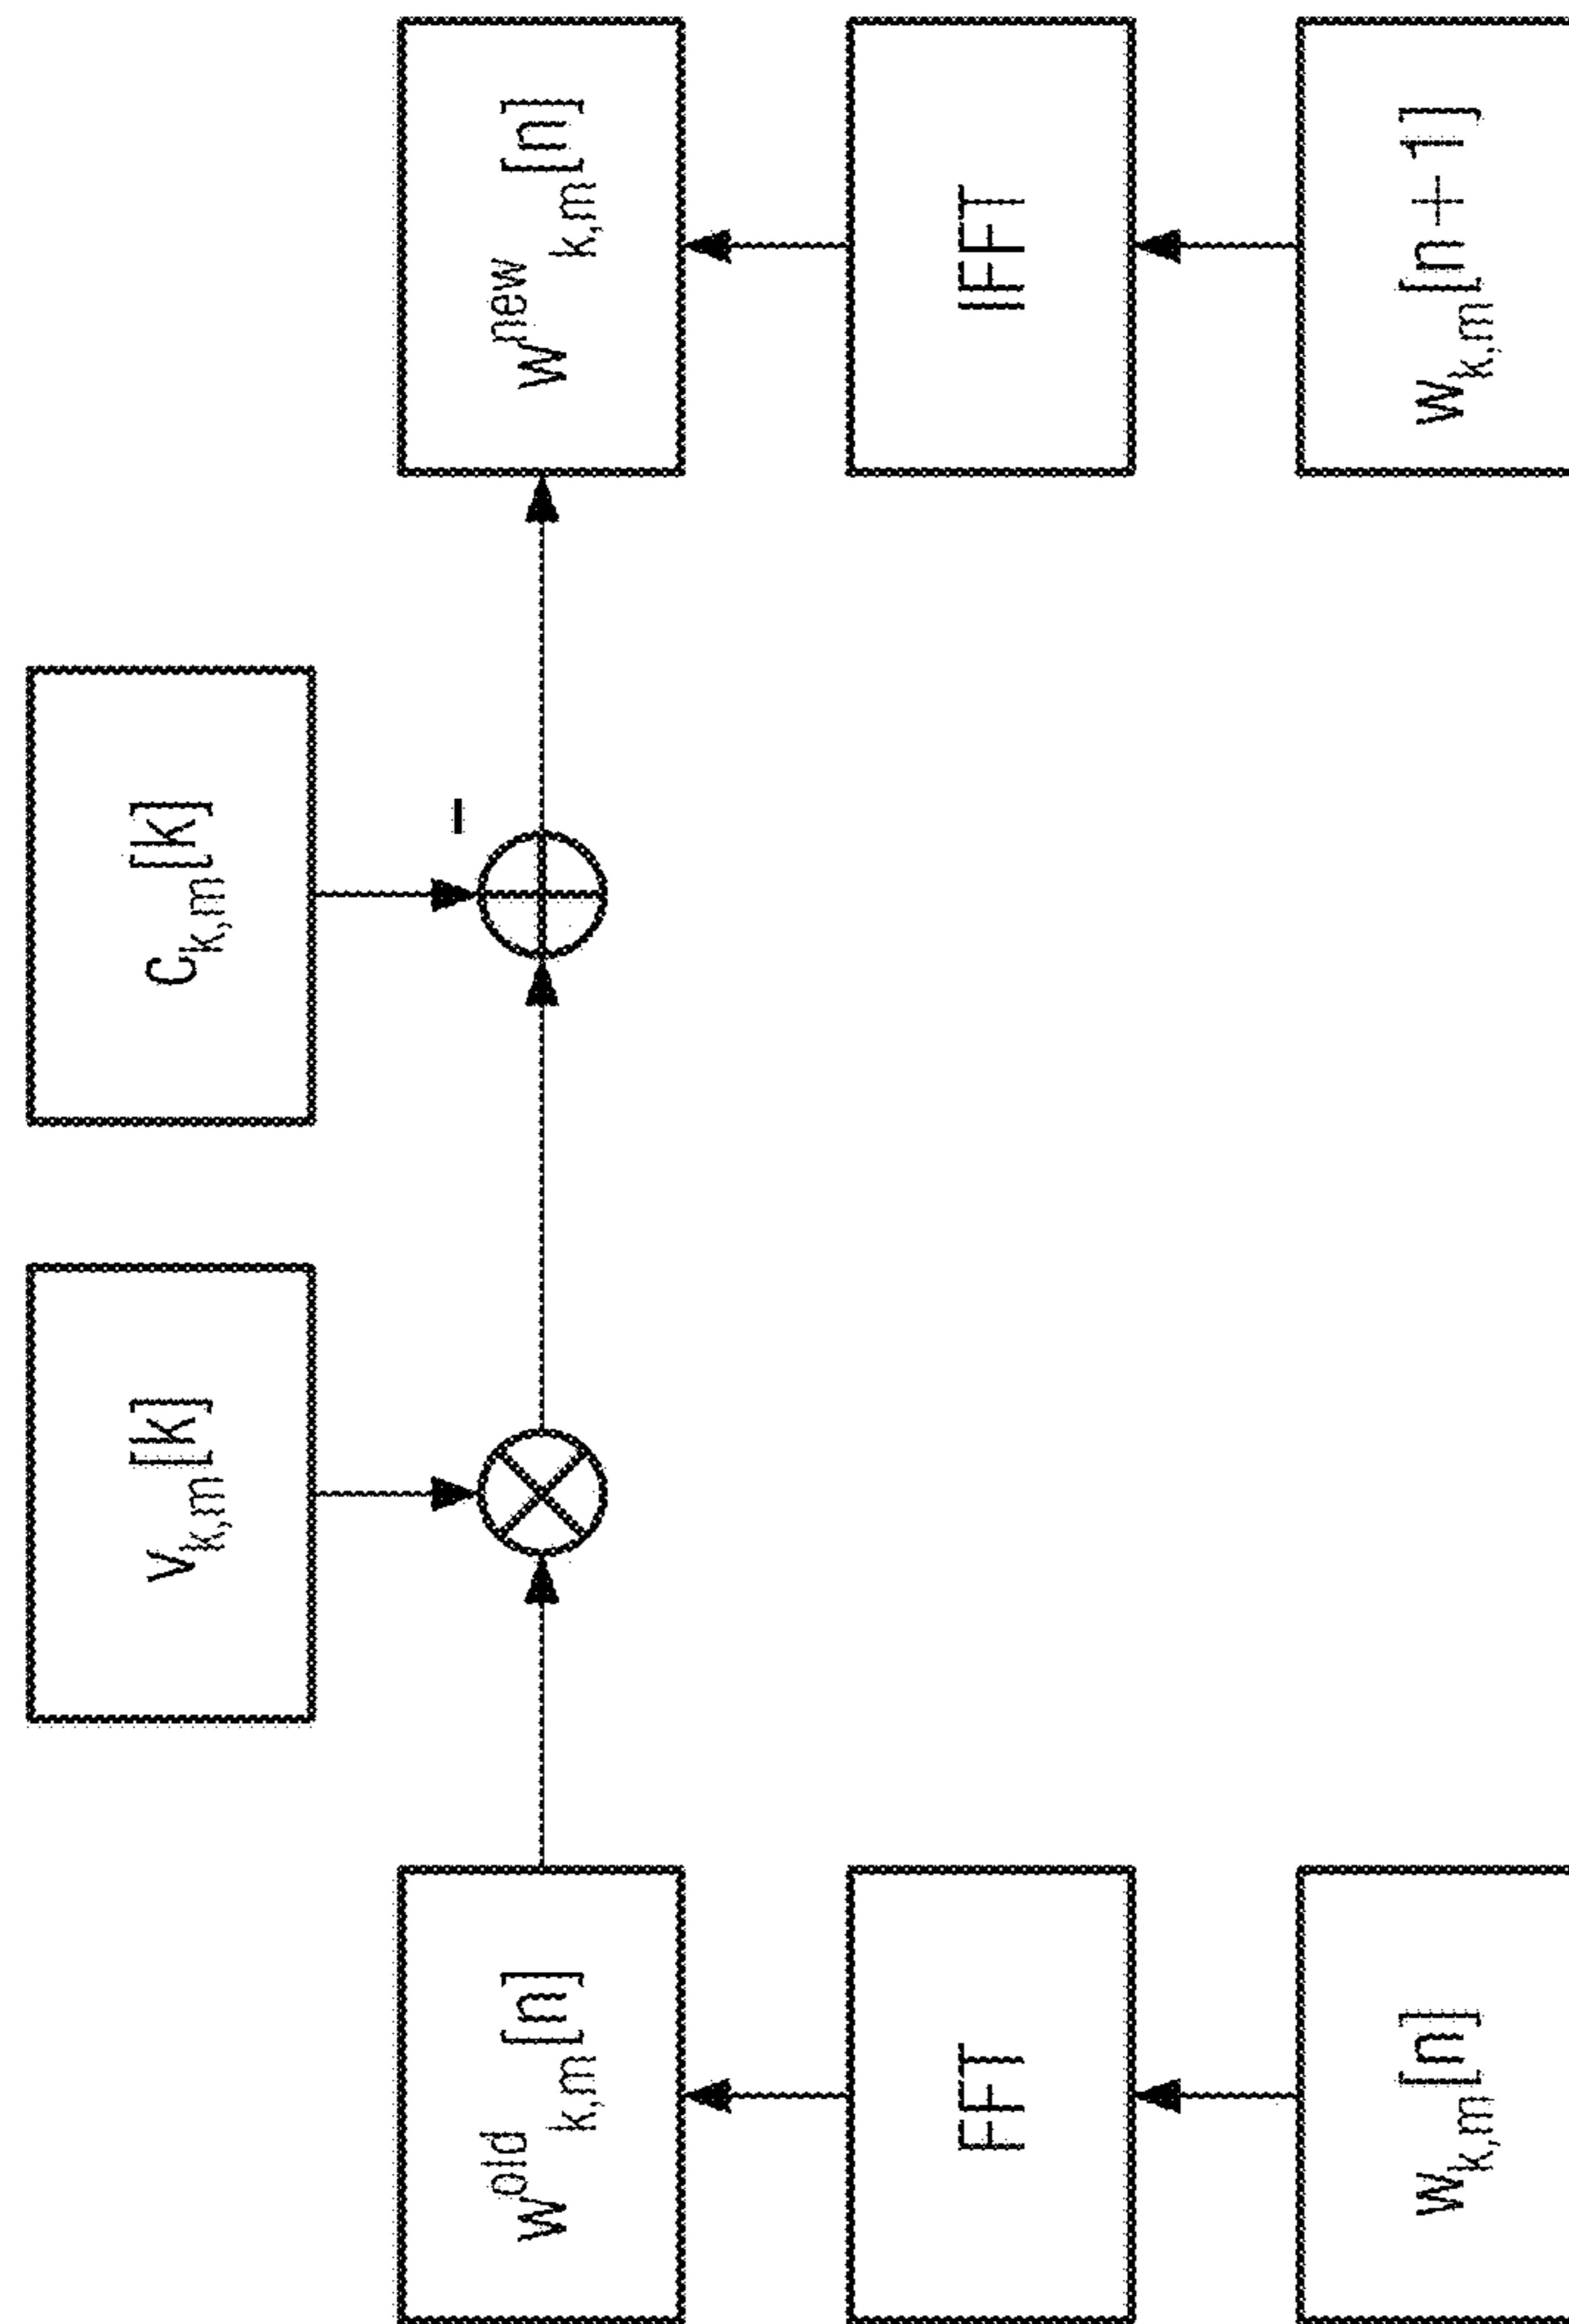 v_{k,m}[k]
c_{k,m}[k]
−
w^{old}_{k,m}[n]
w^{new}_{k,m}[n]
FFT
IFFT
w_{k,m}[n]
w_{k,m}[n+1]